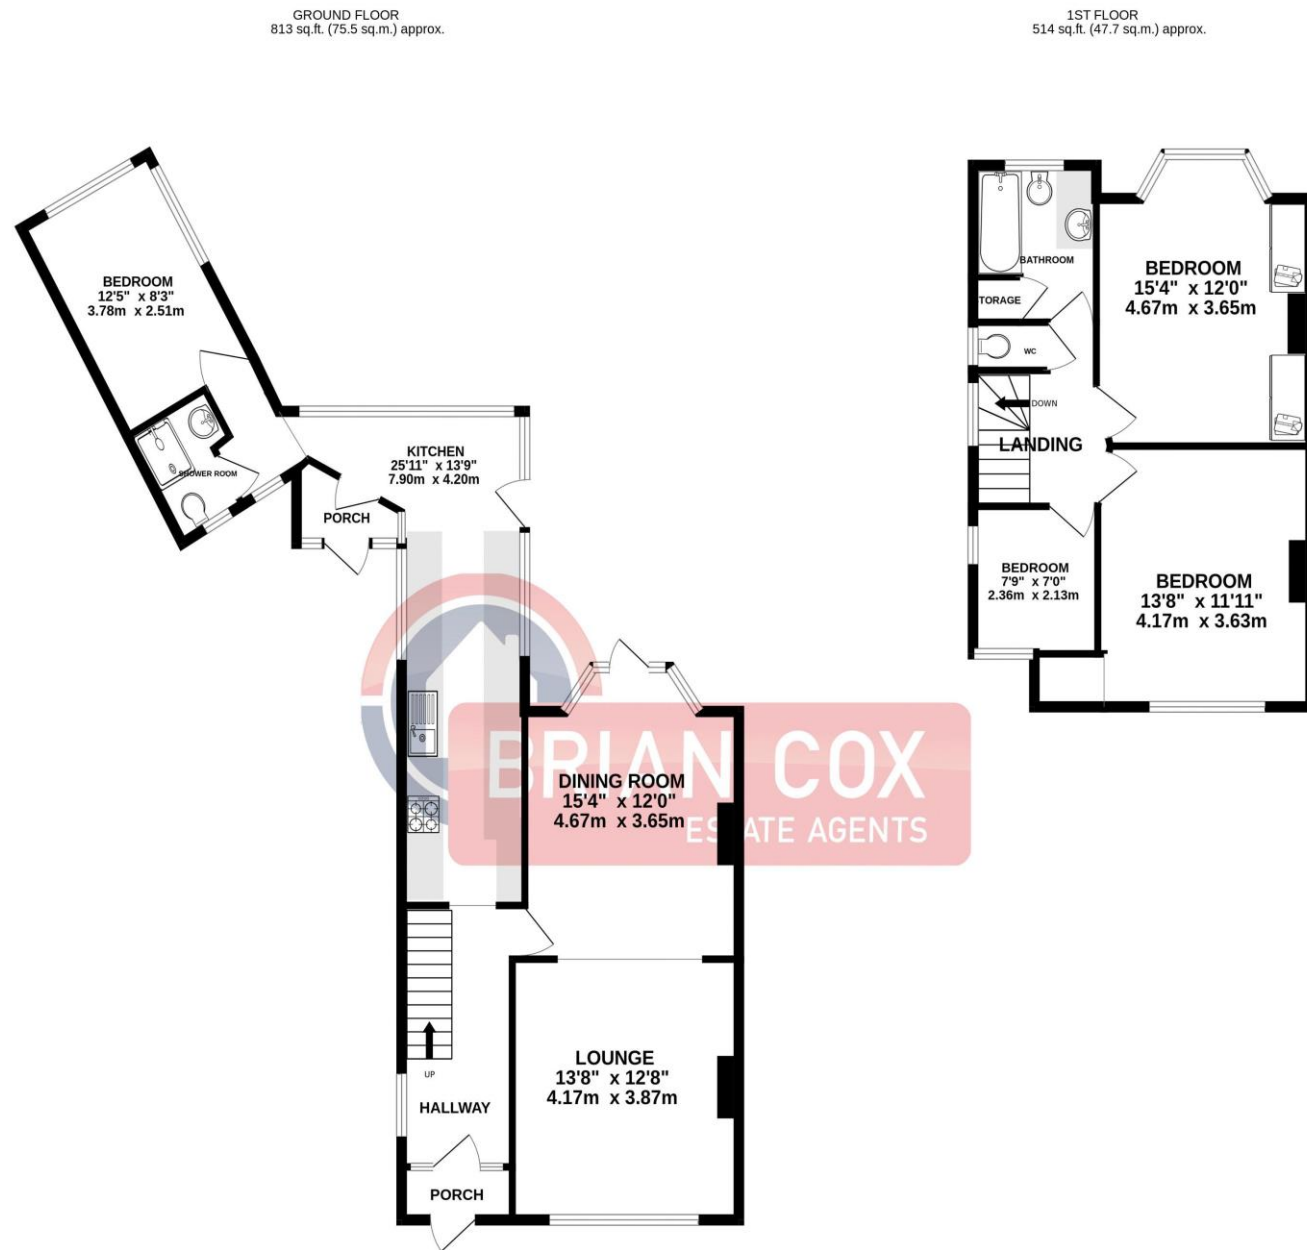 GROUND FLOOR
813 sq.ft. (75.5 sq.m.) approx.
1ST FLOOR
514 sq.ft. (47.7 sq.m.) approx.
BEDROOM
12'5" x 8'3"
3.78m x 2.51m
SHOWER ROOM
KITCHEN
25'11" x 13'9"
7.90m x 4.20m
PORCH
BRIAN COX
ESTATE AGENTS
DINING ROOM
15'4" x 12'0"
4.67m x 3.65m
LOUNGE
13'8" x 12'8"
4.17m x 3.87m
UP
HALLWAY
PORCH
BATHROOM
TORAGE
WC
DOWN
LANDING
BEDROOM
15'4" x 12'0"
4.67m x 3.65m
BEDROOM
7'9" x 7'0"
2.36m x 2.13m
BEDROOM
13'8" x 11'11"
4.17m x 3.63m